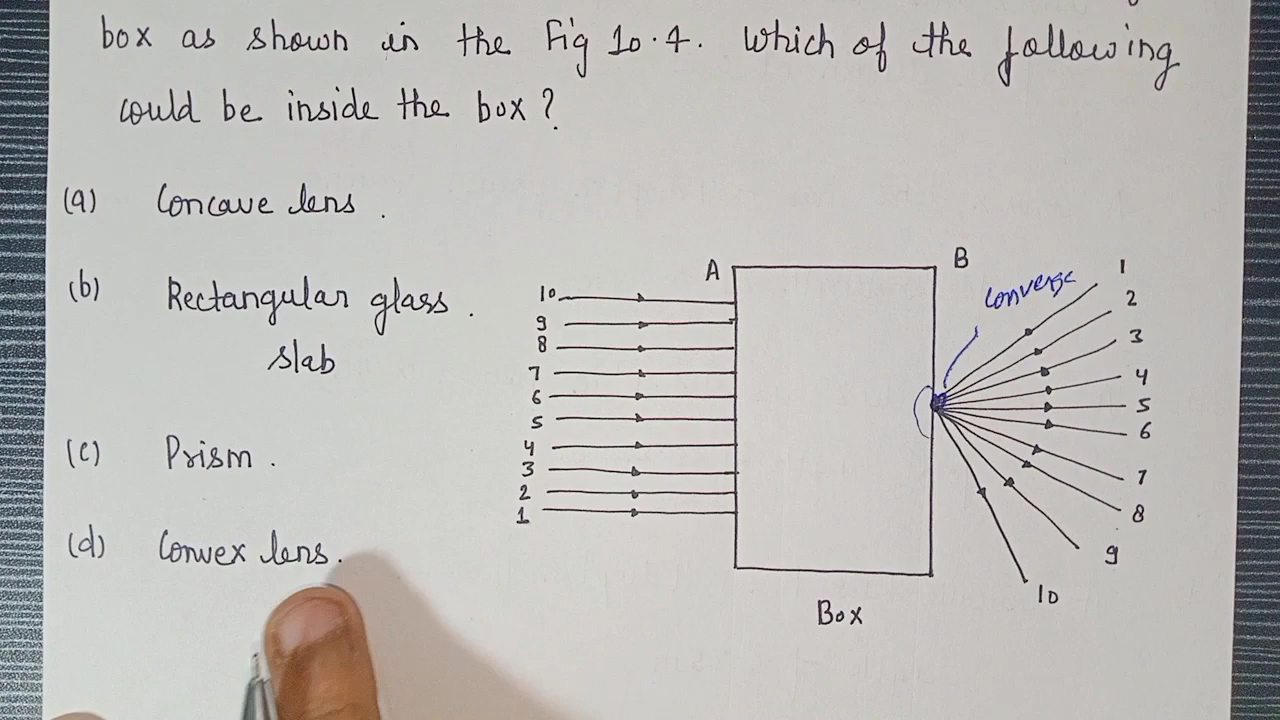 box as shown in the Fig 10.4. Which of the following
could be inside the box?
(a) Concave lens.
(b) Rectangular glass.
slab
(c) Prism.
(d) Convex lens.
A
B
converge
10
9
8
7
6
5
4
3
2
1
1
2
3
4
5
6
7
8
9
10
Box